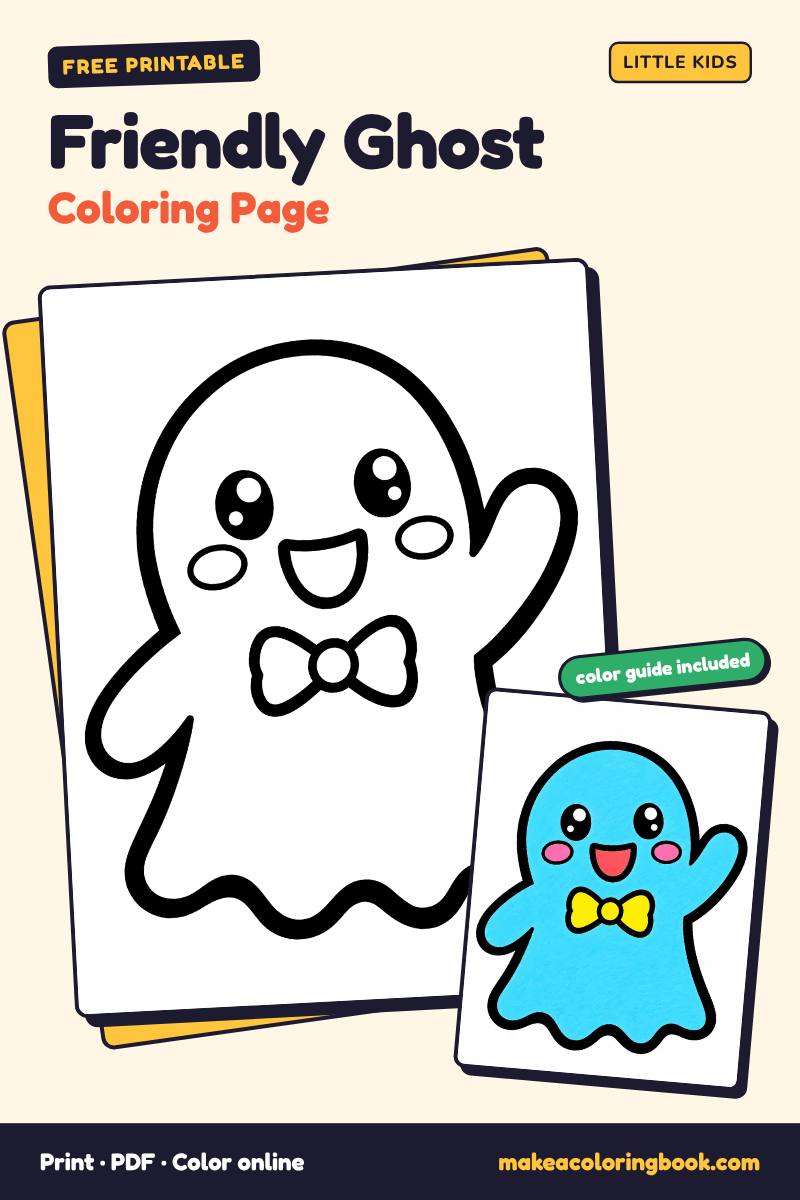 FREE PRINTABLE
LITTLE KIDS
Friendly Ghost
Coloring Page
color guide included
Print · PDF · Color online
makeacoloringbook.com